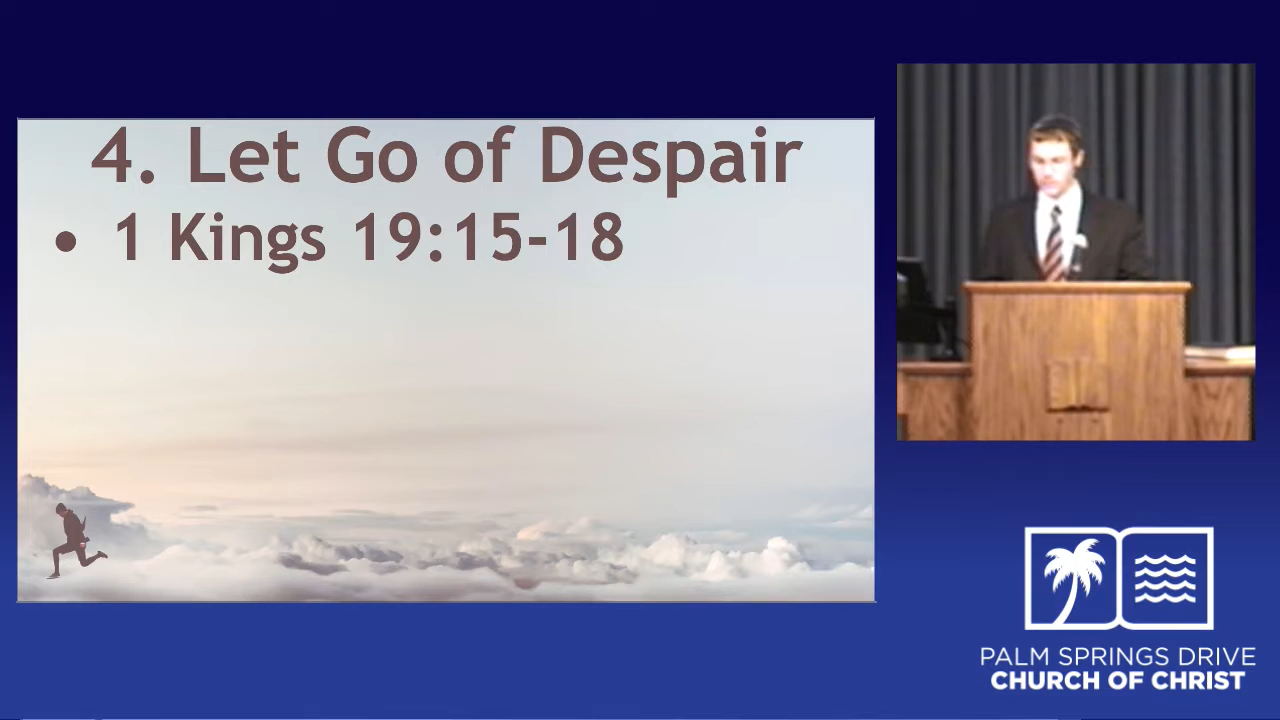 4. Let Go of Despair
• 1 Kings 19:15-18
PALM SPRINGS DRIVE
CHURCH OF CHRIST